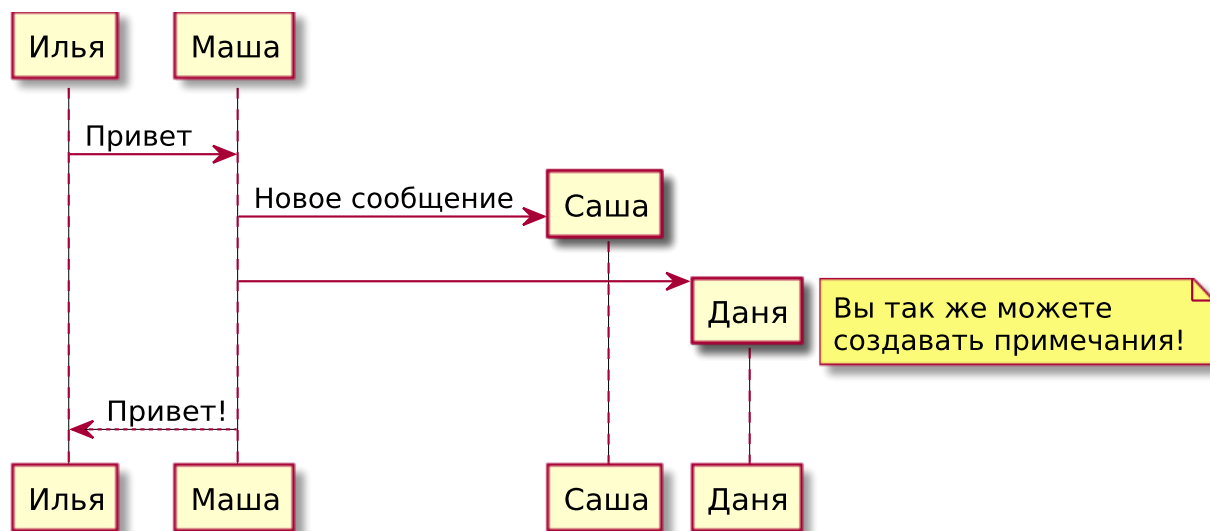 Илья
Маша
Привет
Новое сообщение
Саша
Даня
Вы так же можете
создавать примечания!
Привет!
Илья
Маша
Саша
Даня